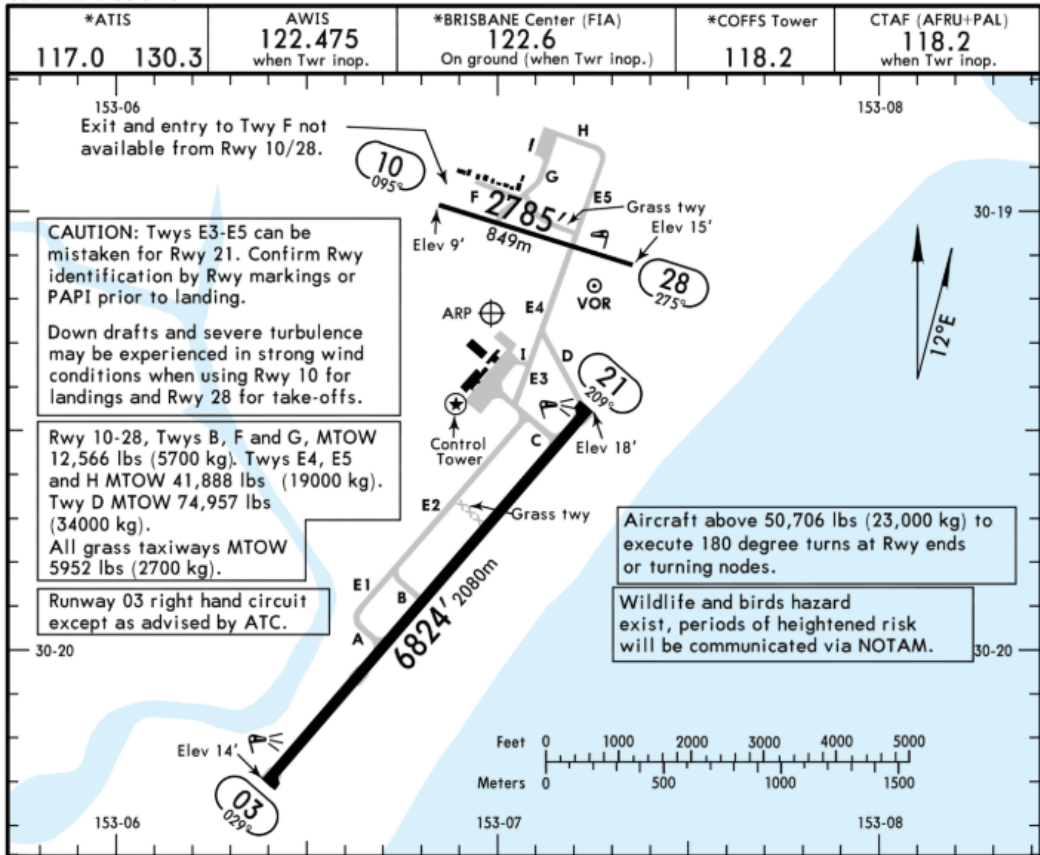 *ATIS
117.0 130.3
AWIS
122.475
when Twr inop.
*BRISBANE Center (FIA)
122.6
On ground (when Twr inop.)
*COFFS Tower
118.2
CTAF (AFRU+PAL)
118.2
when Twr inop.
153-06
153-08
Exit and entry to Twy F not
available from Rwy 10/28.
H
10
095°
G
F
2785'
849m
E5
Grass twy
30-19
30-19
Elev 9'
Elev 15'
28
275°
VOR
CAUTION: Twys E3-E5 can be
mistaken for Rwy 21. Confirm Rwy
identification by Rwy markings or
PAPI prior to landing.
Down drafts and severe turbulence
may be experienced in strong wind
conditions when using Rwy 10 for
landings and Rwy 28 for take-offs.
ARP
E4
12°E
I
D
E3
21
209°
Control
Tower
C
Elev 18'
Rwy 10-28, Twys B, F and G, MTOW
12,566 lbs (5700 kg). Twys E4, E5
and H MTOW 41,888 lbs (19000 kg).
Twy D MTOW 74,957 lbs
(34000 kg).
All grass taxiways MTOW
5952 lbs (2700 kg).
E2
Grass twy
Aircraft above 50,706 lbs (23,000 kg) to
execute 180 degree turns at Rwy ends
or turning nodes.
E1
B
6824' 2080m
Runway 03 right hand circuit
except as advised by ATC.
A
Wildlife and birds hazard
exist, periods of heightened risk
will be communicated via NOTAM.
30-20
30-20
Elev 14'
03
029°
Feet 0 1000 2000 3000 4000 5000
Meters 0 500 1000 1500
153-06
153-07
153-08